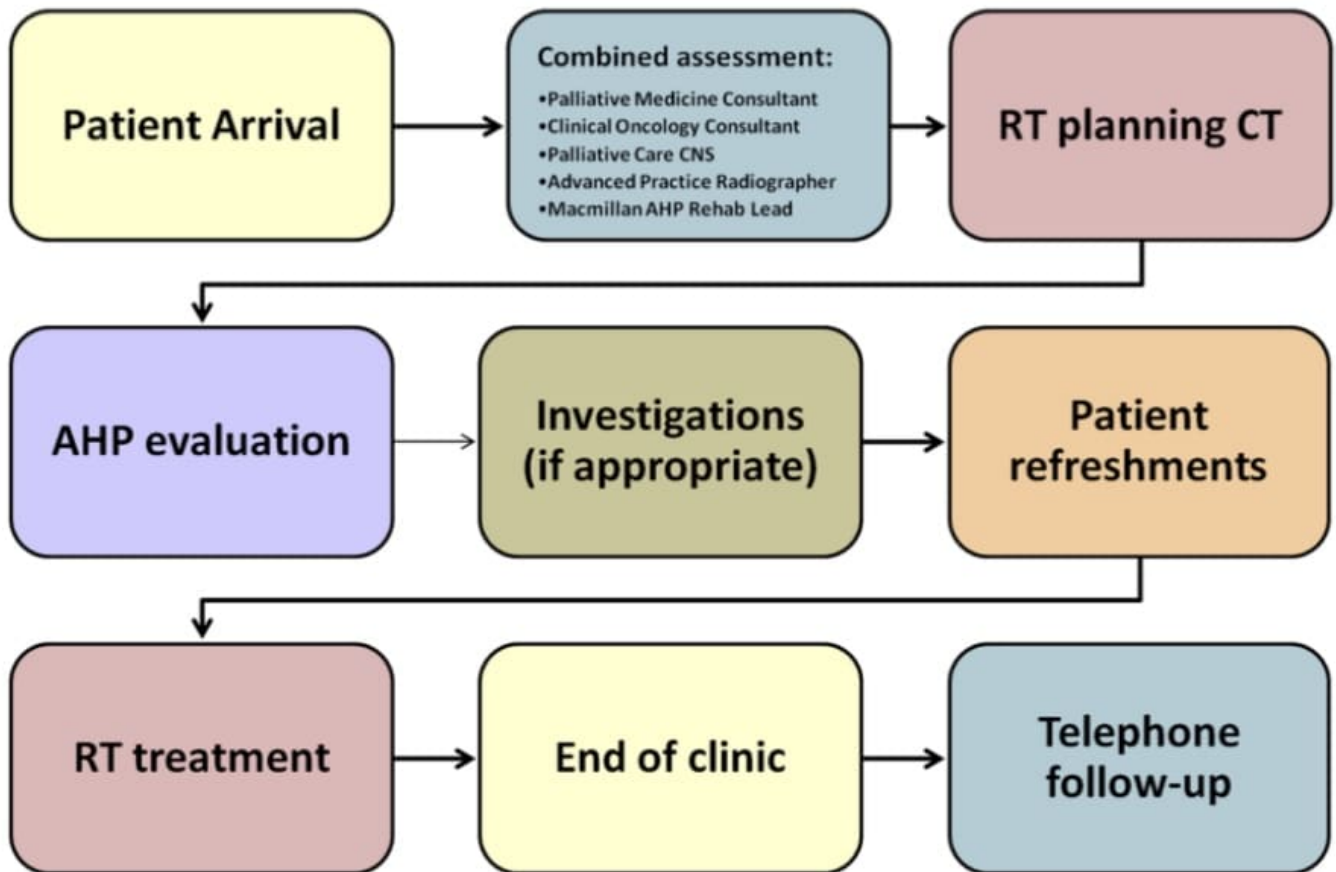 Patient Arrival
Combined assessment:
•Palliative Medicine Consultant
•Clinical Oncology Consultant
•Palliative Care CNS
•Advanced Practice Radiographer
•Macmillan AHP Rehab Lead
RT planning CT
AHP evaluation
Investigations
(if appropriate)
Patient
refreshments
RT treatment
End of clinic
Telephone
follow-up